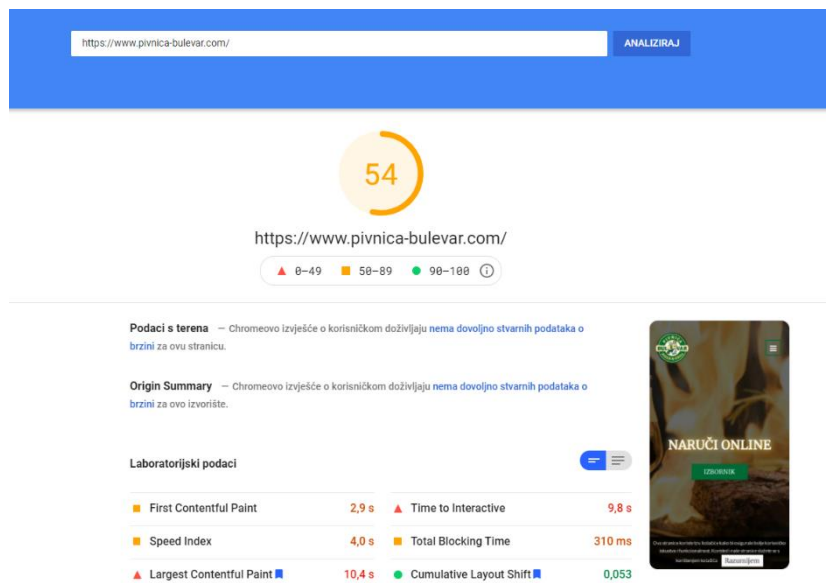 https://www.pivnica-bulevar.com/
ANALIZIRAJ
54
https://www.pivnica-bulevar.com/
0–49 50–89 90–100
Podaci s terena — Chromeovo izvješće o korisničkom doživljaju nema dovoljno stvarnih podataka o
brzini za ovu stranicu.
Origin Summary — Chromeovo izvješće o korisničkom doživljaju nema dovoljno stvarnih podataka o
brzini za ovo izvorište.
NARUČI ONLINE
IZBORNIK
Razumijem
Laboratorijski podaci
First Contentful Paint 2,9 s
Time to Interactive 9,8 s
Speed Index 4,0 s
Total Blocking Time 310 ms
Largest Contentful Paint 10,4 s
Cumulative Layout Shift 0,053